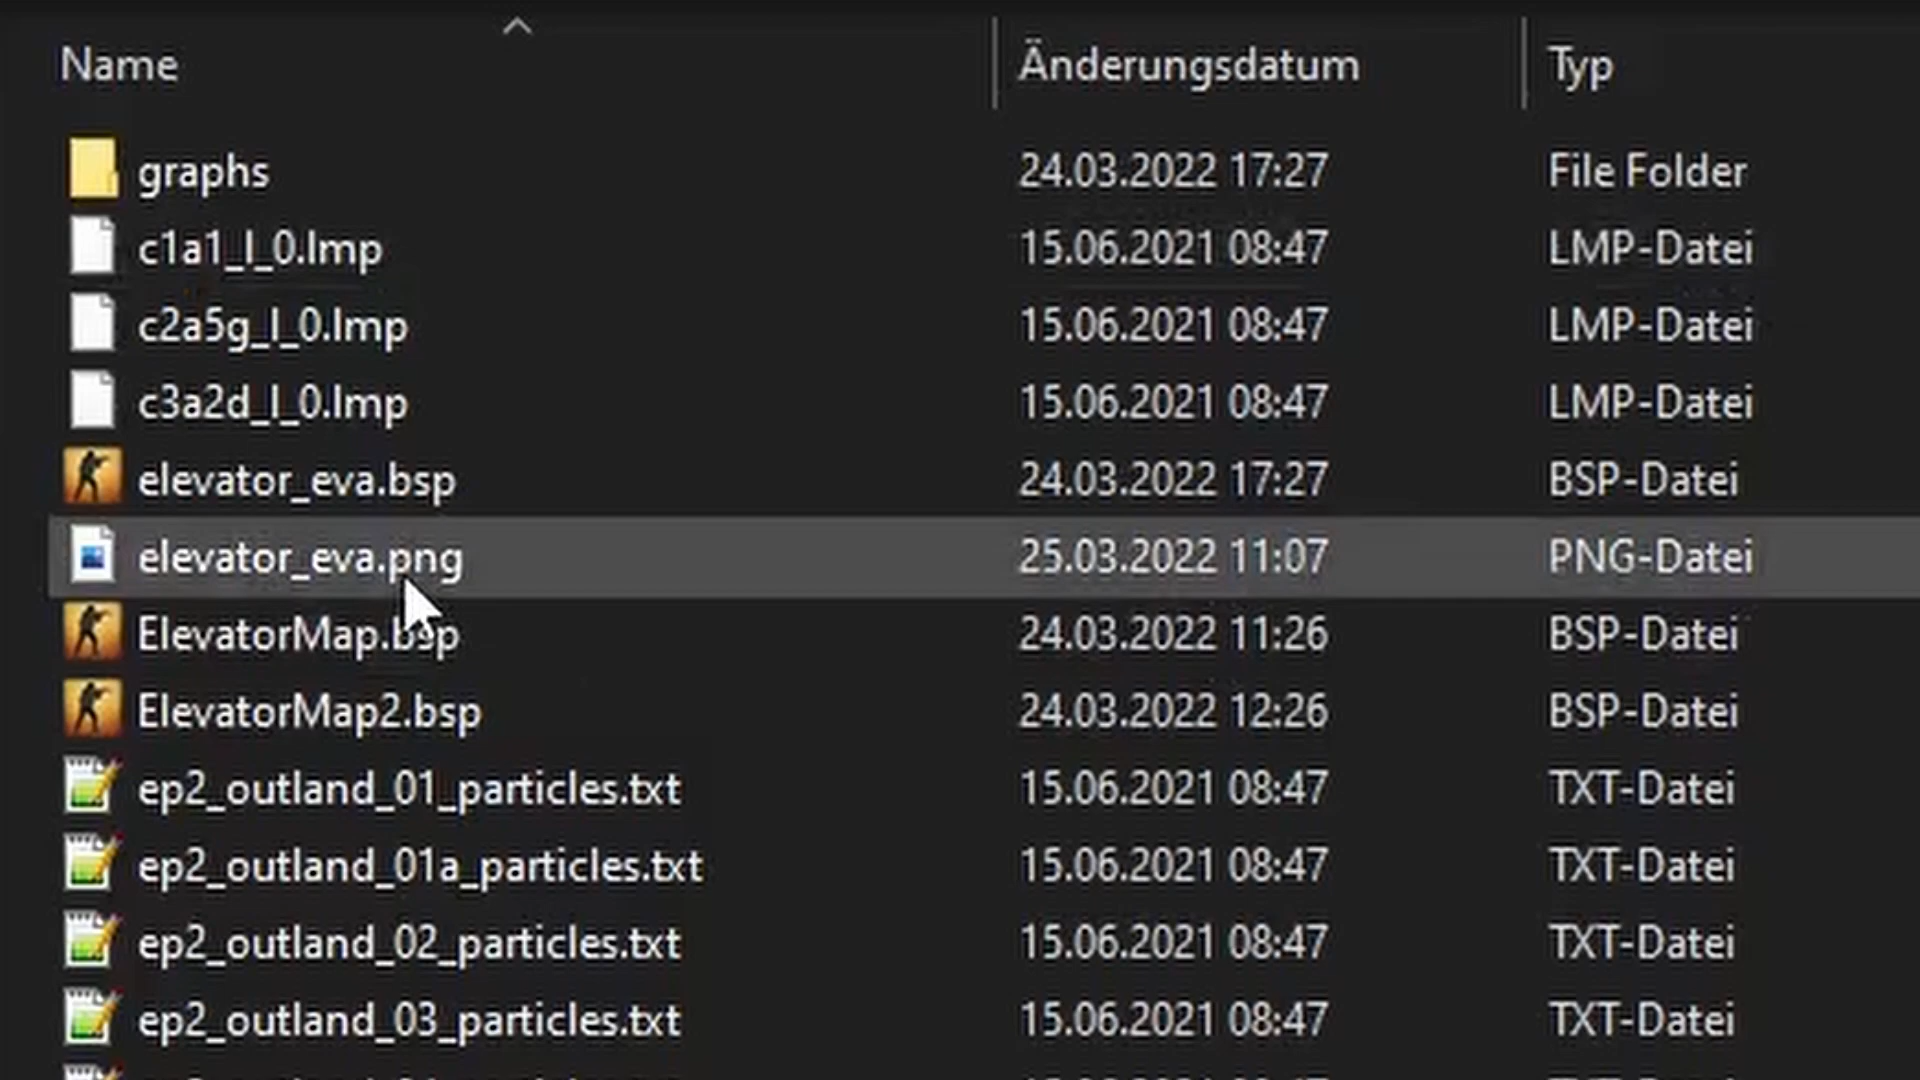 Name Änderungsdatum Typ
graphs 24.03.2022 17:27 File Folder
c1a1_l_0.lmp 15.06.2021 08:47 LMP-Datei
c2a5g_l_0.lmp 15.06.2021 08:47 LMP-Datei
c3a2d_l_0.lmp 15.06.2021 08:47 LMP-Datei
elevator_eva.bsp 24.03.2022 17:27 BSP-Datei
elevator_eva.png 25.03.2022 11:07 PNG-Datei
ElevatorMap.bsp 24.03.2022 11:26 BSP-Datei
ElevatorMap2.bsp 24.03.2022 12:26 BSP-Datei
ep2_outland_01_particles.txt 15.06.2021 08:47 TXT-Datei
ep2_outland_01a_particles.txt 15.06.2021 08:47 TXT-Datei
ep2_outland_02_particles.txt 15.06.2021 08:47 TXT-Datei
ep2_outland_03_particles.txt 15.06.2021 08:47 TXT-Datei